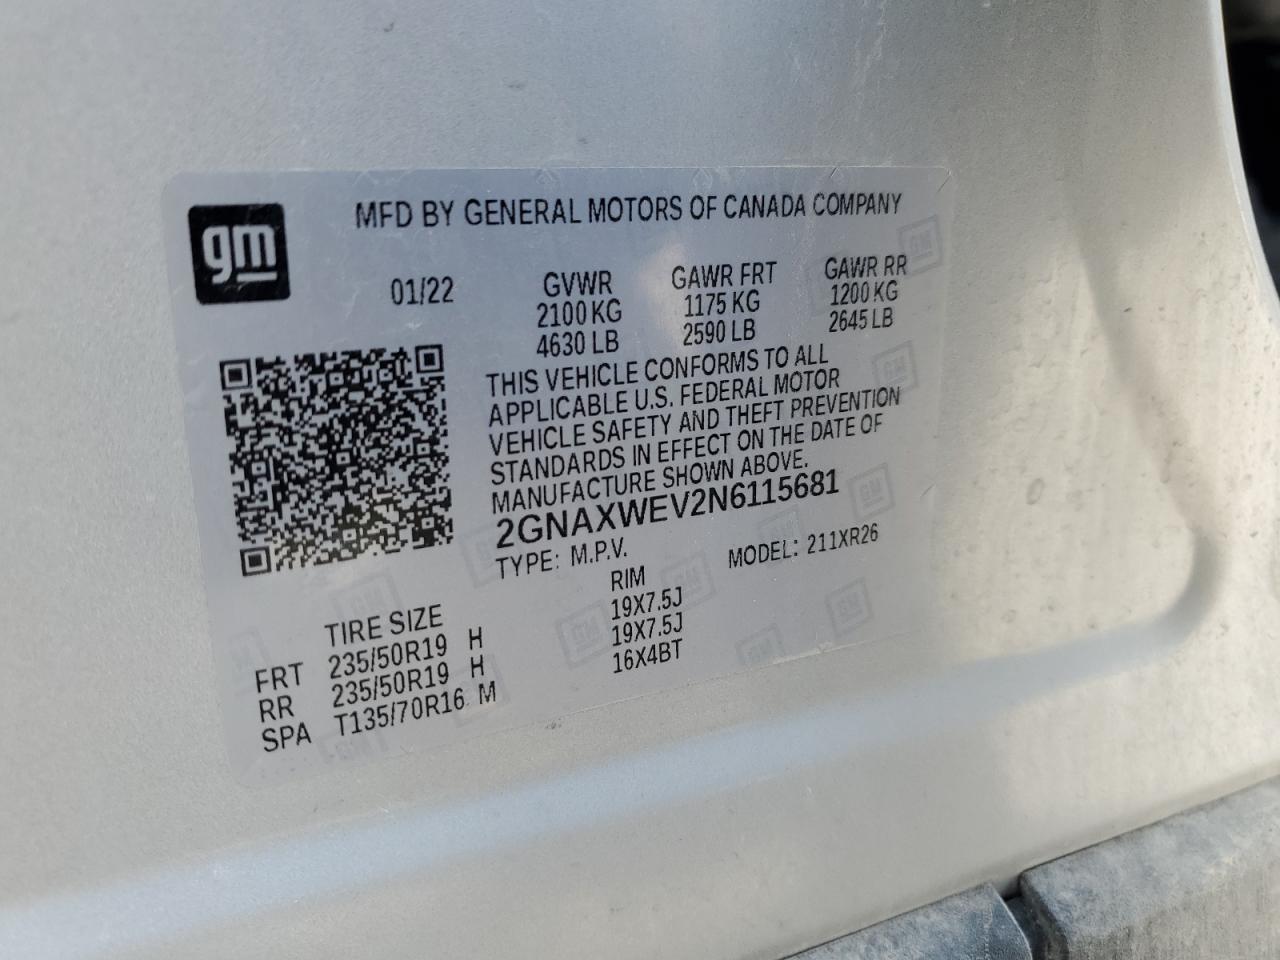 gm
MFD BY GENERAL MOTORS OF CANADA COMPANY
01/22 GVWR GAWR FRT GAWR RR
2100 KG 1175 KG 1200 KG
4630 LB 2590 LB 2645 LB
THIS VEHICLE CONFORMS TO ALL
APPLICABLE U.S. FEDERAL MOTOR
VEHICLE SAFETY AND THEFT PREVENTION
STANDARDS IN EFFECT ON THE DATE OF
MANUFACTURE SHOWN ABOVE.
2GNAXWEV2N6115681
TYPE: M.P.V. MODEL: 211XR26
TIRE SIZE RIM
FRT 235/50R19 H 19X7.5J
RR 235/50R19 H 19X7.5J
SPA T135/70R16 M 16X4BT